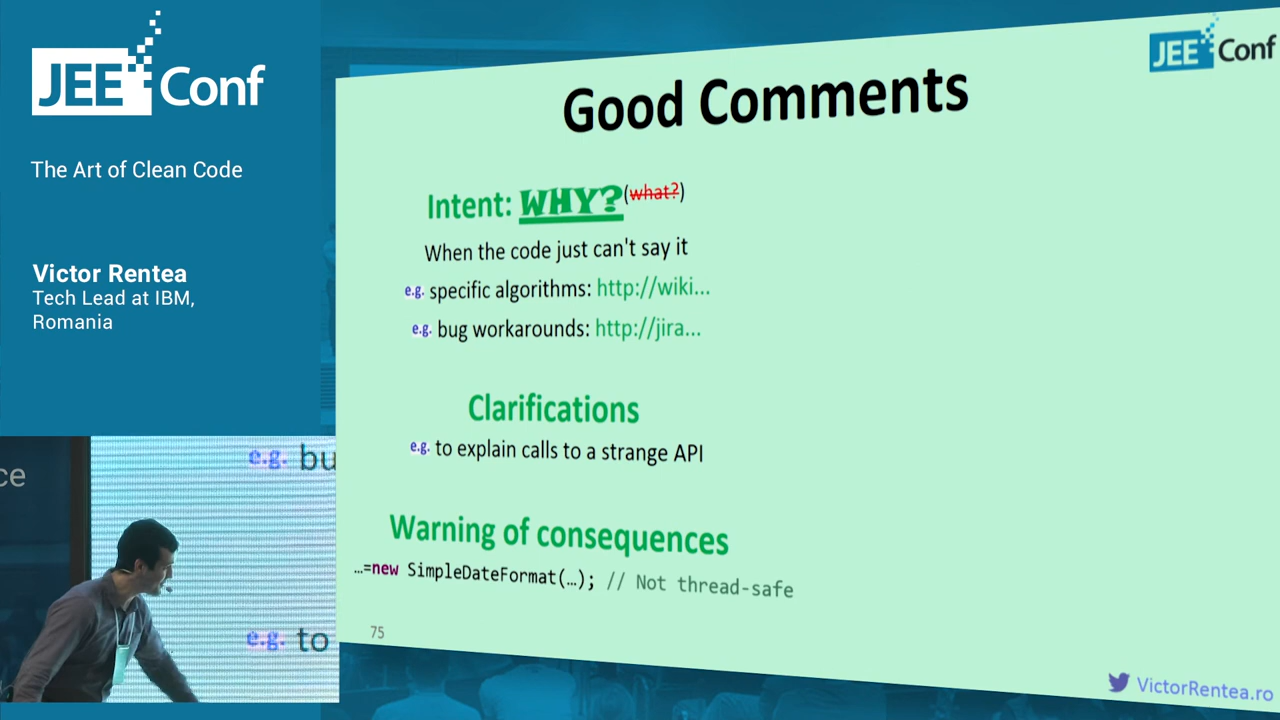 JEE Conf
The Art of Clean Code
Victor Rentea
Tech Lead at IBM,
Romania
ce
e.g. bu
e.g. to
JEE Conf
Good Comments
Intent: WHY?(what?)
When the code just can't say it
e.g. specific algorithms: http://wiki...
e.g. bug workarounds: http://jira...
Clarifications
e.g. to explain calls to a strange API
Warning of consequences
…=new SimpleDateFormat(…); // Not thread-safe
75
VictorRentea.ro